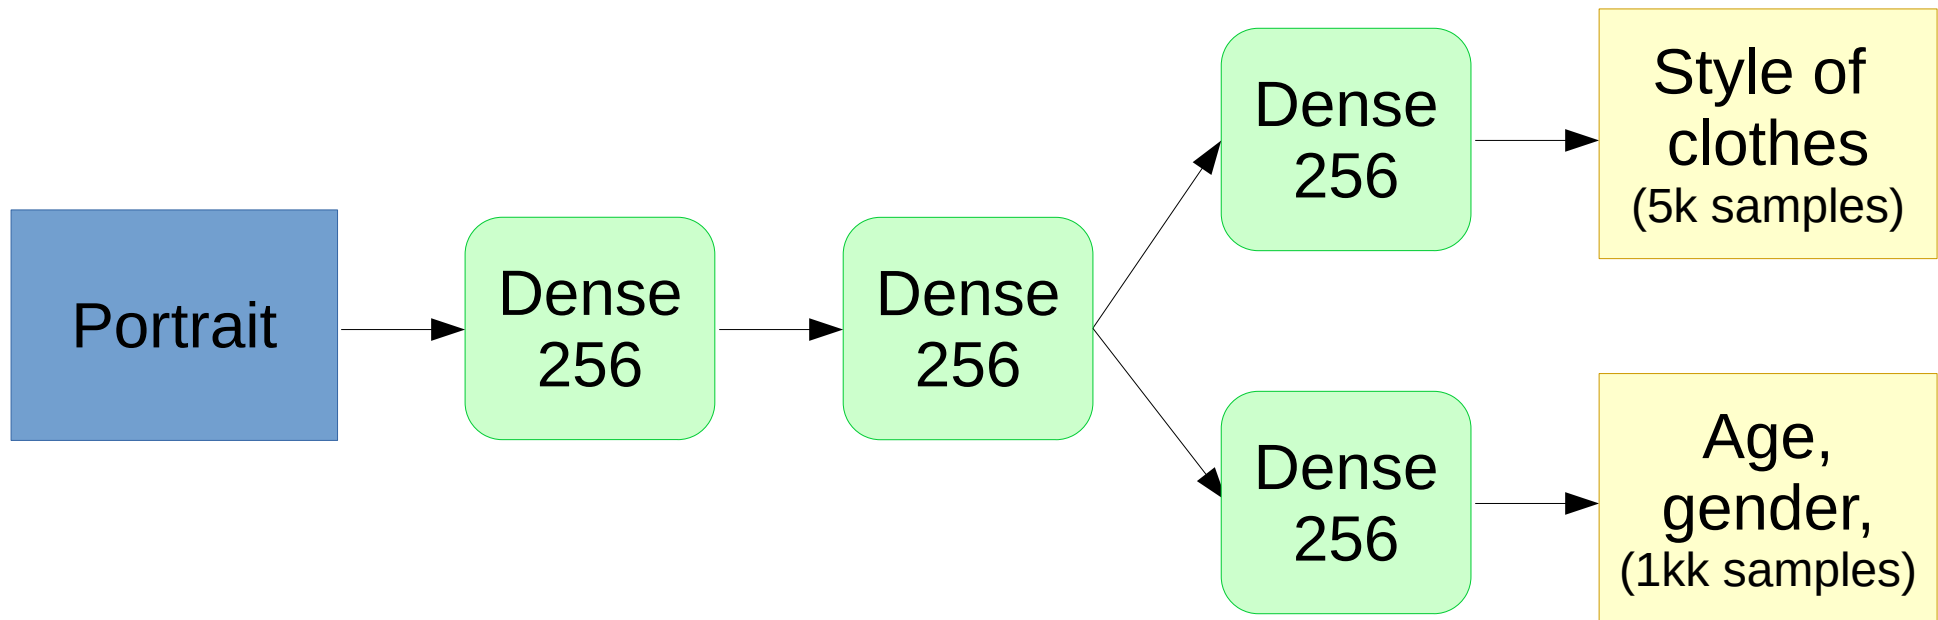 Portrait
Dense
256
Dense
256
Dense
256
Style of
clothes
(5k samples)
Dense
256
Age,
gender,
(1kk samples)